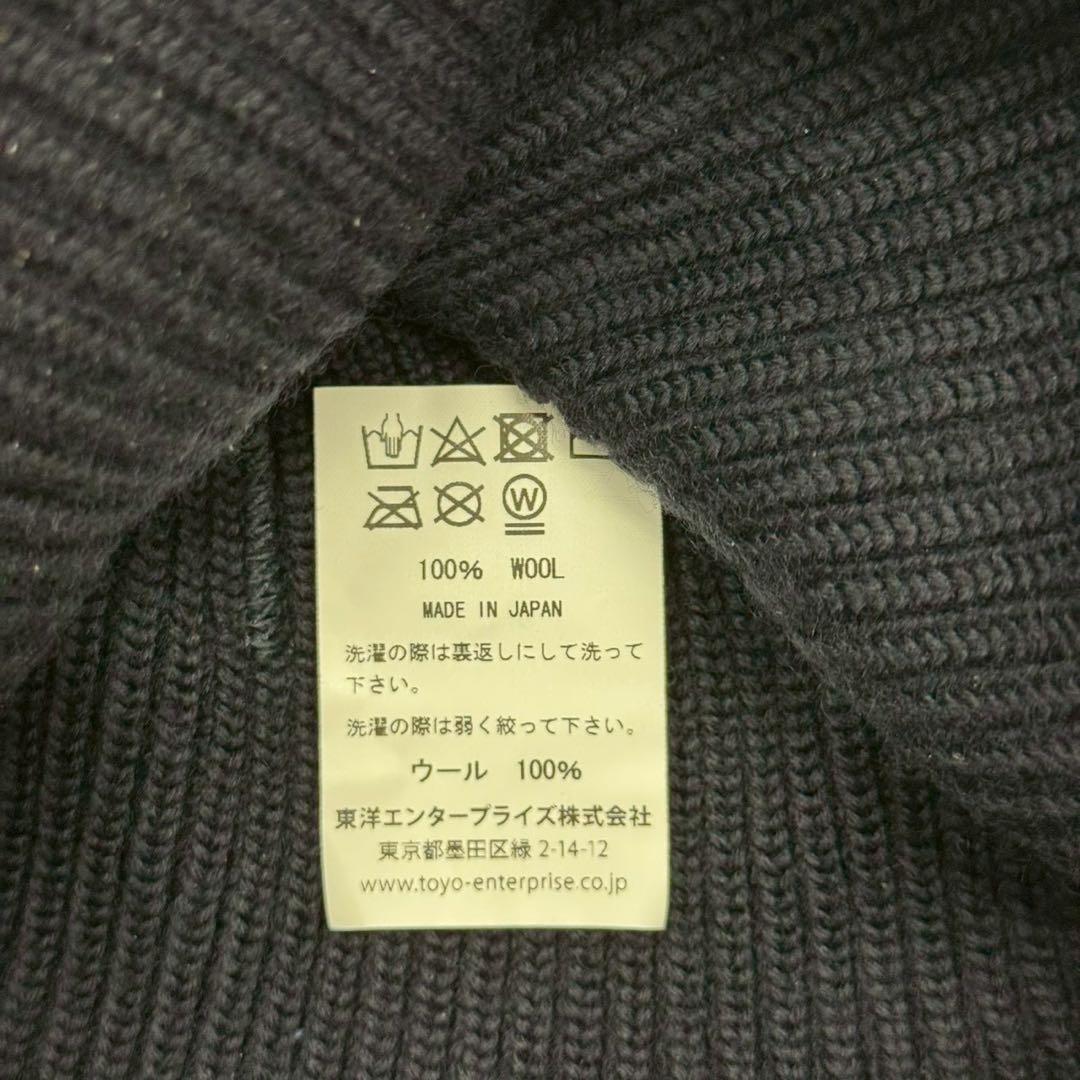 W
100% WOOL
MADE IN JAPAN
洗濯の際は裏返しにして洗って
下さい。
洗濯の際は弱く絞って下さい。
ウール 100%
東洋エンタープライズ株式会社
東京都墨田区緑 2-14-12
www.toyo-enterprise.co.jp